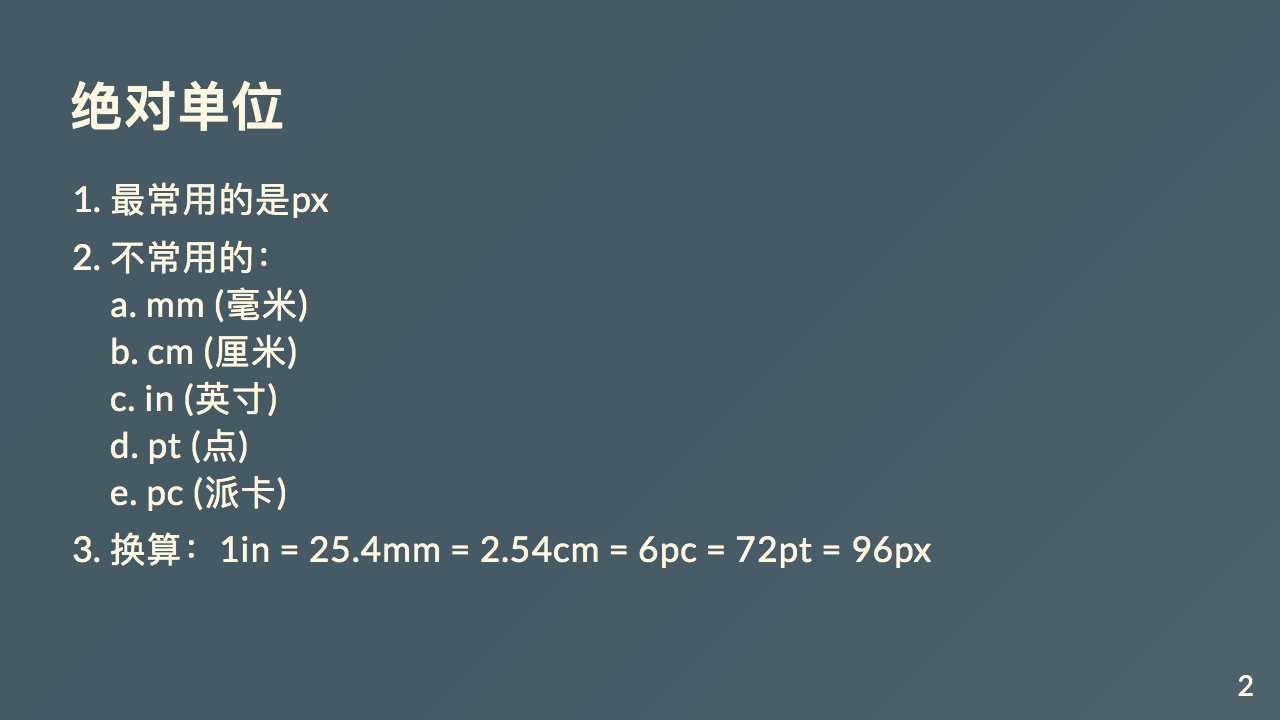 绝对单位
1. 最常用的是px
2. 不常用的：
a. mm (毫米)
b. cm (厘米)
c. in (英寸)
d. pt (点)
e. pc (派卡)
3. 换算： 1in = 25.4mm = 2.54cm = 6pc = 72pt = 96px
2